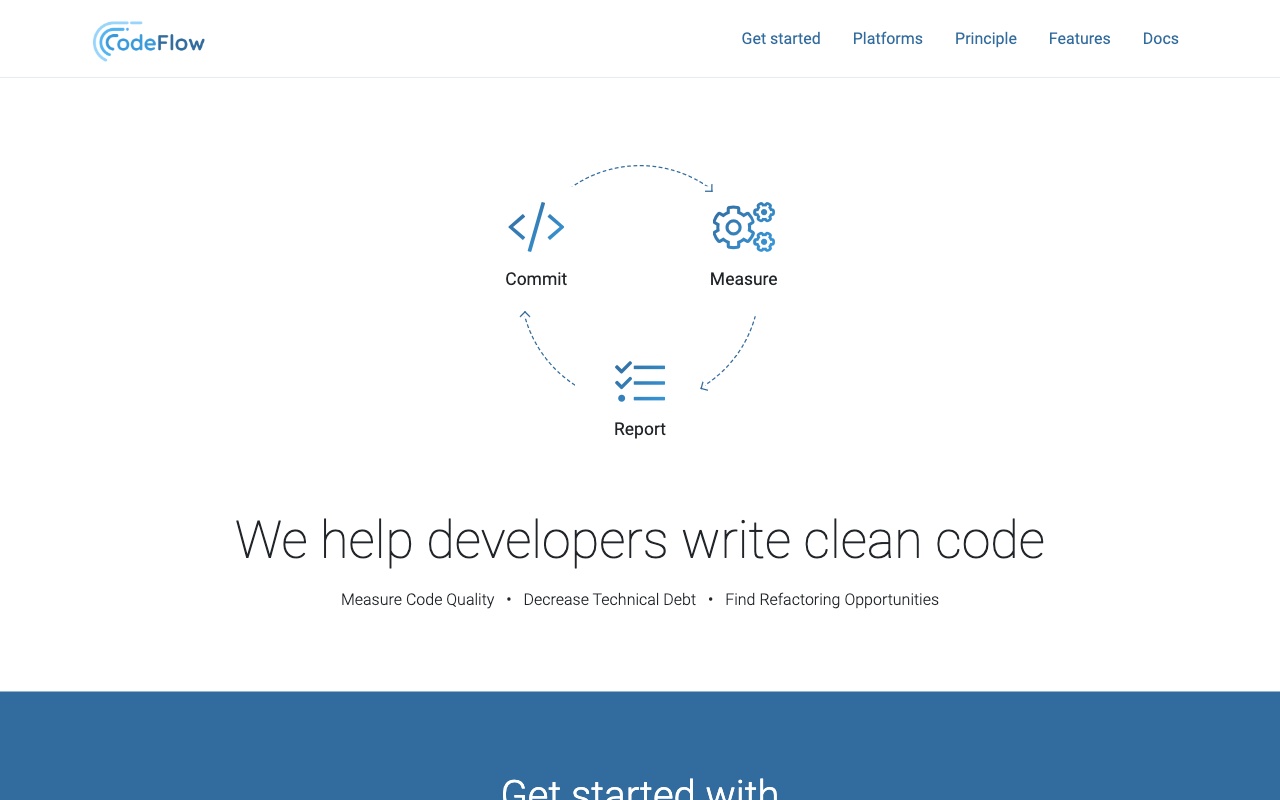 CodeFlow
Get started
Platforms
Principle
Features
Docs
Commit
Measure
Report
We help developers write clean code
Measure Code Quality • Decrease Technical Debt • Find Refactoring Opportunities
Get started with